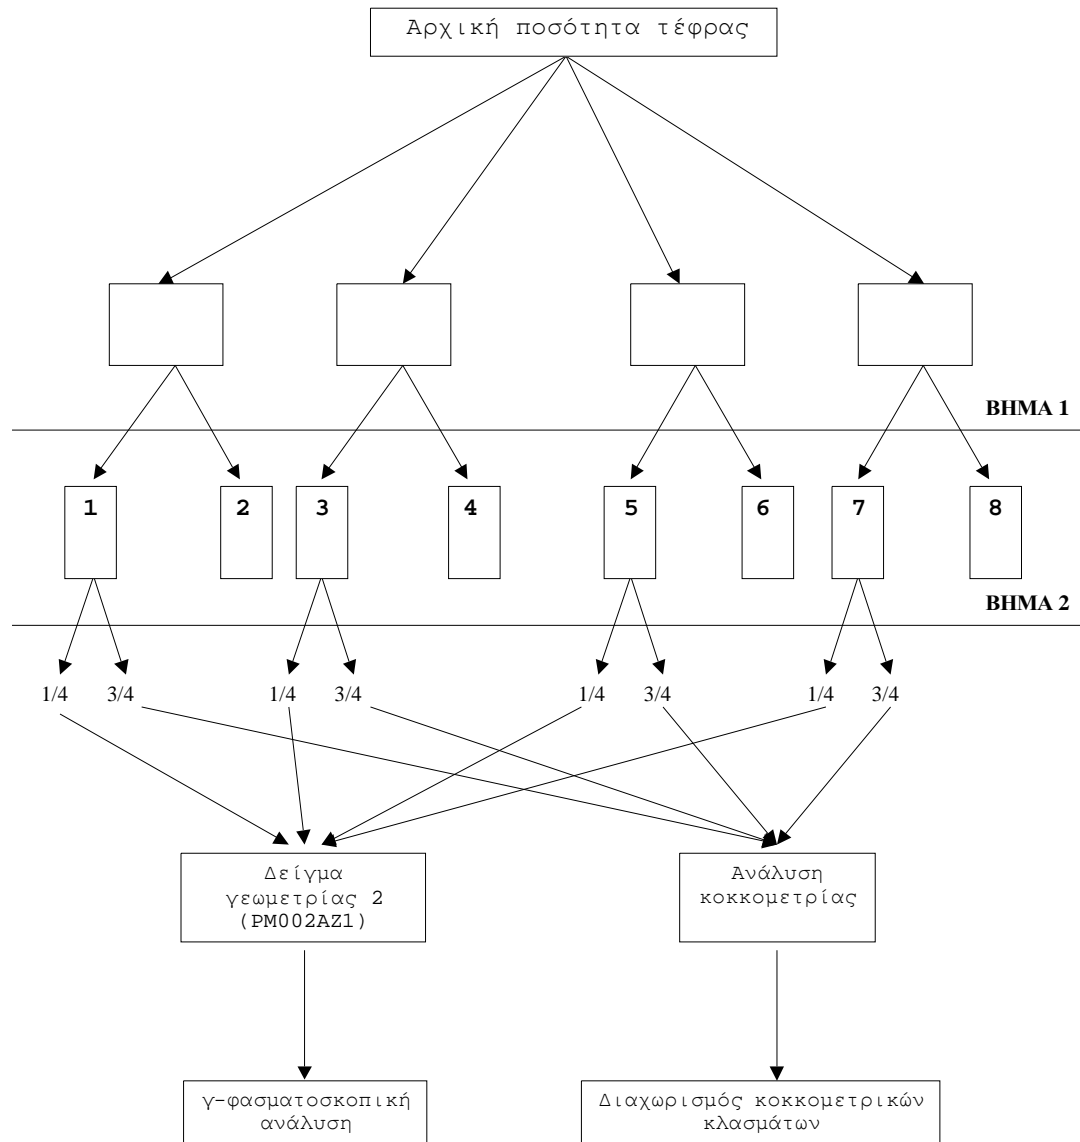 Αρχική ποσότητα τέφρας
ΒΗΜΑ 1
1 2 3 4 5 6 7 8
ΒΗΜΑ 2
1/4 3/4 1/4 3/4 1/4 3/4 1/4 3/4
Δείγμα
γεωμετρίας 2
(PM002AZ1)
Ανάλυση
κοκκομετρίας
γ-φασματοσκοπική
ανάλυση
Διαχωρισμός κοκκομετρικών
κλασμάτων